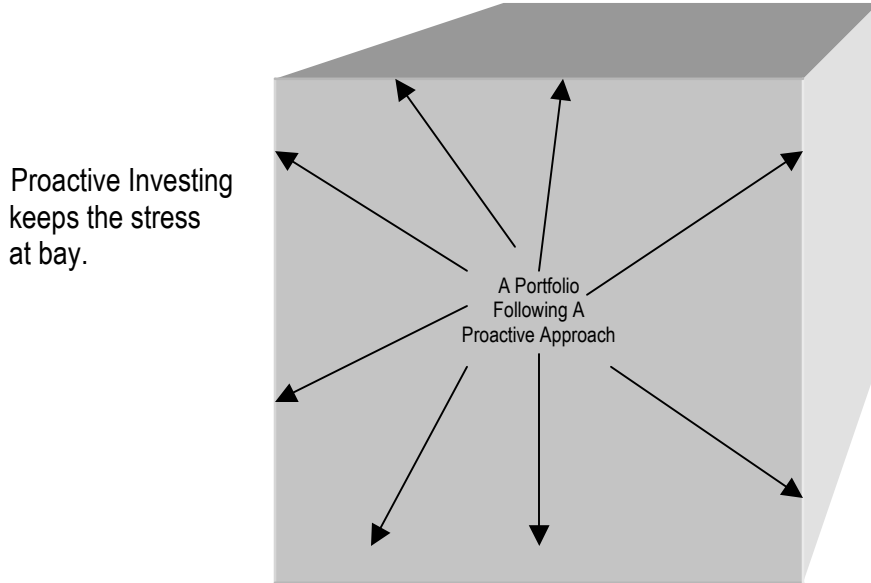 Proactive Investing
keeps the stress
at bay.
A Portfolio
Following A
Proactive Approach